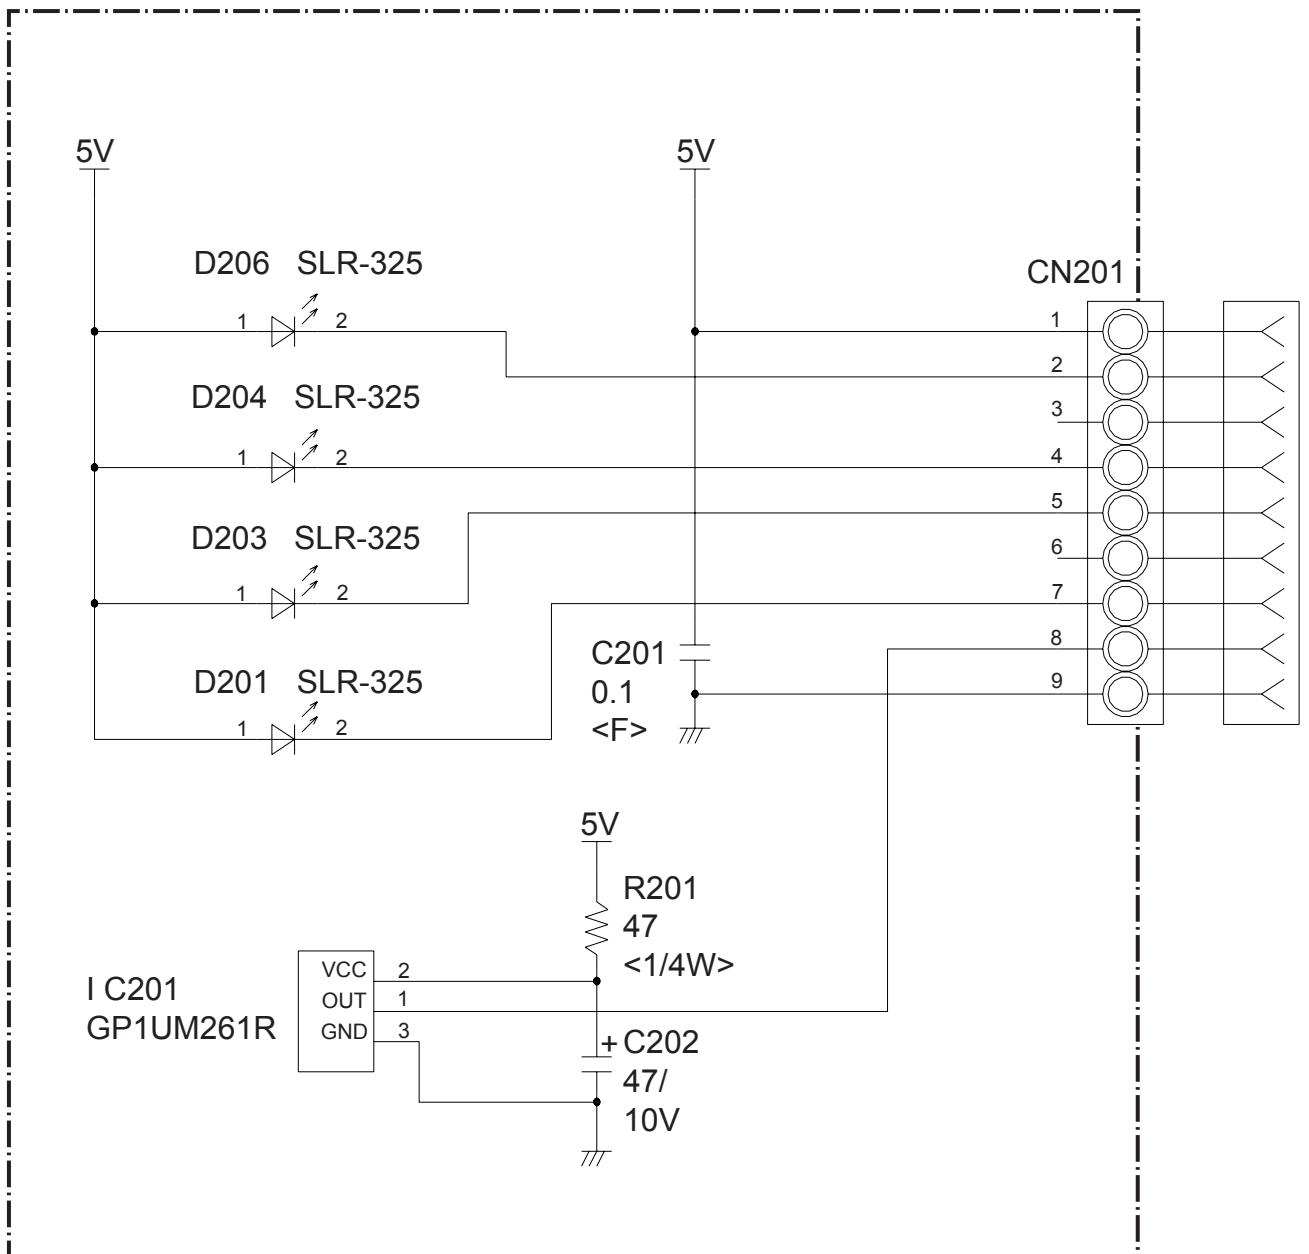 5V
5V
D206 SLR-325
1 2
CN201
1
2
D204 SLR-325
1 2
3
4
5
D203 SLR-325
1 2
6
7
C201
0.1
<F>
8
9
D201 SLR-325
1 2
5V
R201
47
<1/4W>
I C201
GP1UM261R
VCC 2
OUT 1
GND 3
+ C202
47/
10V